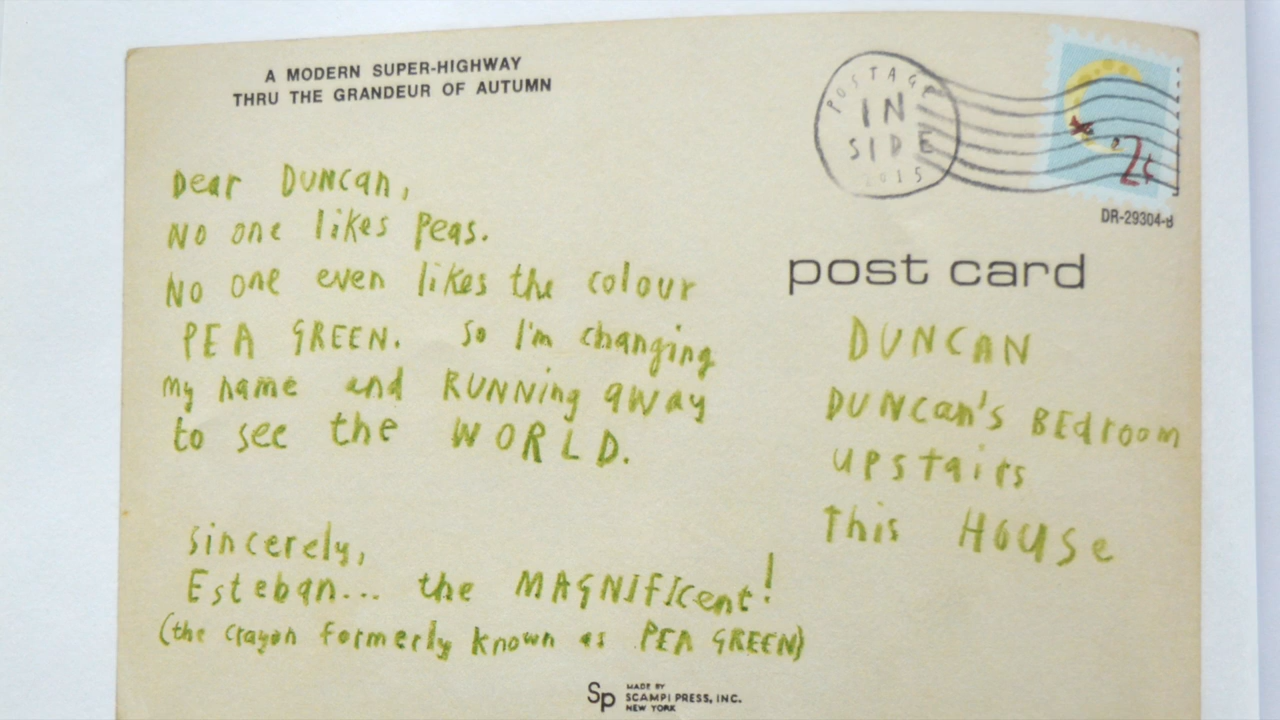 A MODERN SUPER-HIGHWAY
THRU THE GRANDEUR OF AUTUMN
POSTAGE
IN
SIDE
2015
2¢
DR-29304-B
post card
Dear DUNCan,
No one likes peas.
No one even likes the colour
PEA GREEN. So I'm changing
my name and RUNNing away
to see the WORLD.
Sincerely,
Esteban... the MAGNIFICent!
(the crayon formerly known as PEA GREEN)
DUNCAN
DUNCan's BEDroom
upstairs
This HOUSe
Sp
MADE BY
SCAMPI PRESS, INC.
NEW YORK